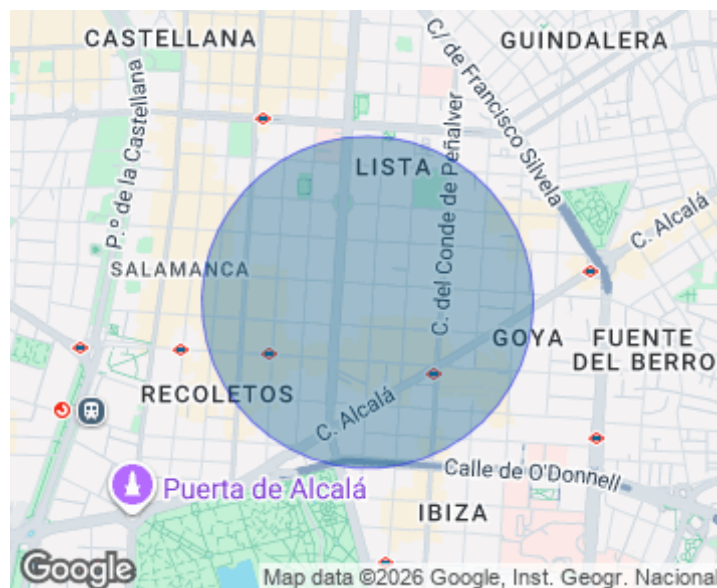 CASTELLANA
C/ de Francisco Silvela
GUINDALERA
P.º de la Castellana
LISTA
C. del Conde de Peñalver
C. Alcalá
SALAMANCA
GOYA
FUENTE
DEL BERRO
RECOLETOS
C. Alcalá
Calle de O'Donnell
Puerta de Alcalá
IBIZA
Google
Map data ©2026 Google, Inst. Geogr. Nacional